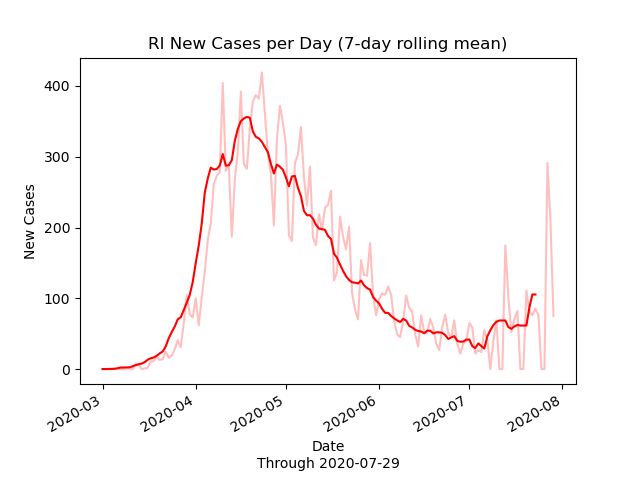 RI New Cases per Day (7-day rolling mean)
400
300
200
100
0
New Cases
2020-03
2020-04
2020-05
2020-06
2020-07
2020-08
Date
Through 2020-07-29